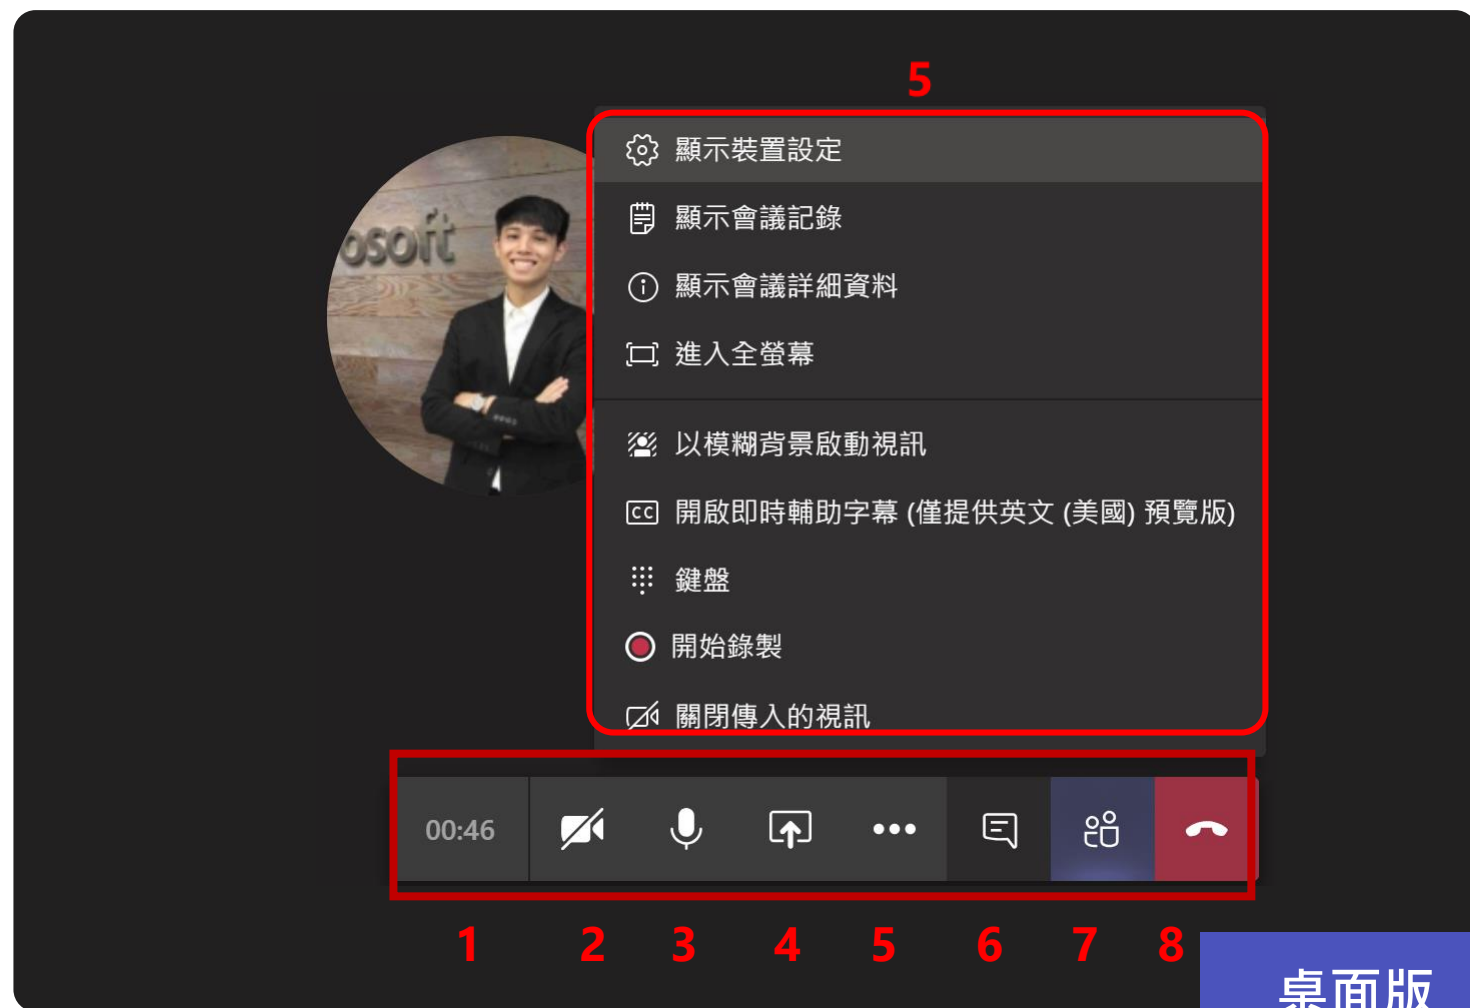 5
顯示裝置設定
顯示會議記錄
osoft
顯示會議詳細資料
進入全螢幕
以模糊背景啟動視訊
CC 開啟即時輔助字幕 (僅提供英文 (美國) 預覽版)
鍵盤
開始錄製
關閉傳入的視訊
00:46
1 2 3 4 5 6 7 8
桌面版